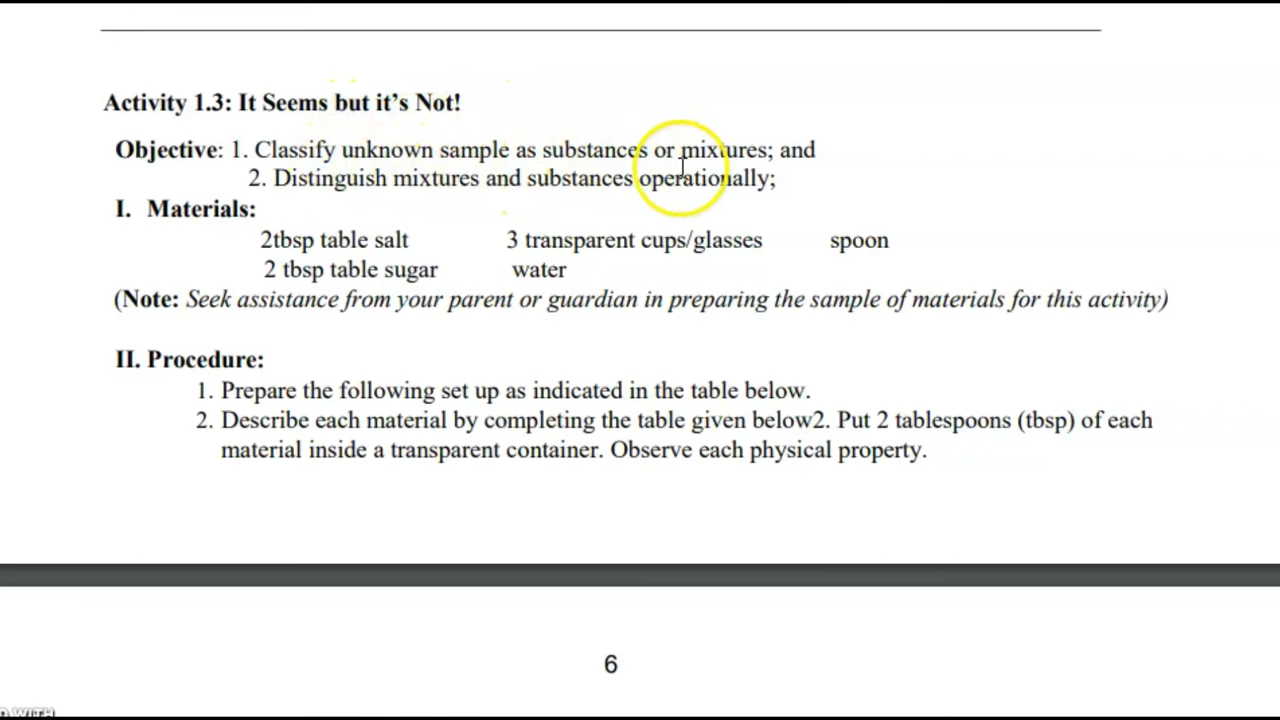 Activity 1.3: It Seems but it's Not!
Objective: 1. Classify unknown sample as substances or mixtures; and
2. Distinguish mixtures and substances operationally;
I. Materials:
2tbsp table salt 3 transparent cups/glasses spoon
2 tbsp table sugar water
(Note: Seek assistance from your parent or guardian in preparing the sample of materials for this activity)
II. Procedure:
1. Prepare the following set up as indicated in the table below.
2. Describe each material by completing the table given below2. Put 2 tablespoons (tbsp) of each
material inside a transparent container. Observe each physical property.
6
WITH